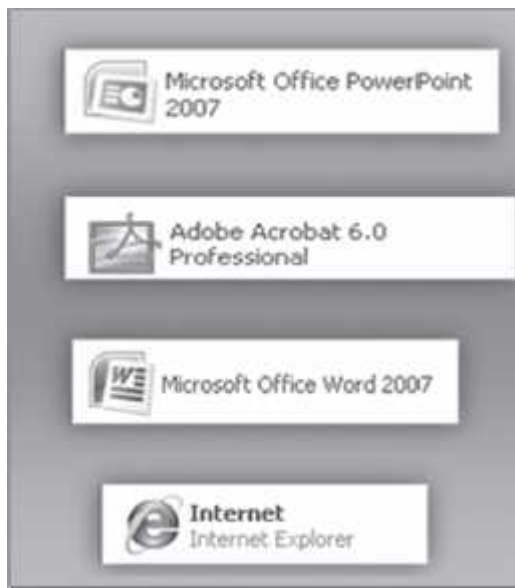 Microsoft Office PowerPoint
2007
Adobe Acrobat 6.0
Professional
Microsoft Office Word 2007
Internet
Internet Explorer